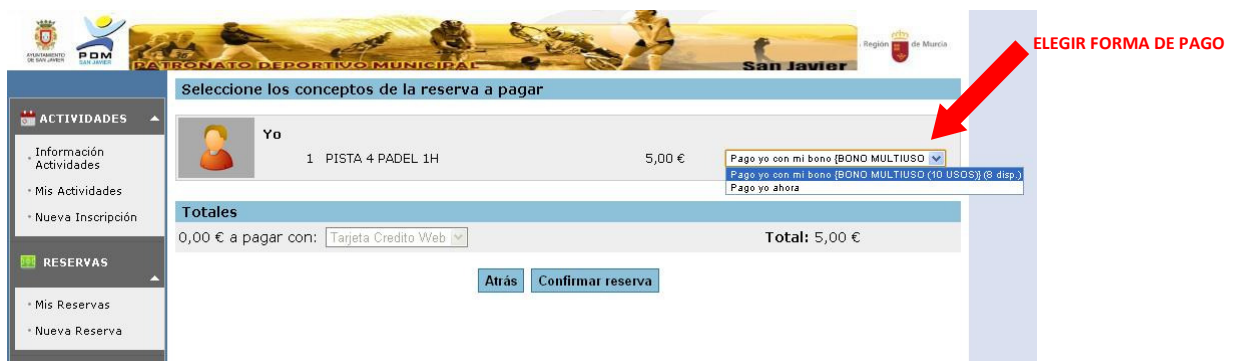 AYUNTAMIENTO
DE SAN JAVIER
PDM
SAN JAVIER
PATRONATO DEPORTIVO MUNICIPAL
San Javier
Región de Murcia
ELEGIR FORMA DE PAGO
Seleccione los conceptos de la reserva a pagar
ACTIVIDADES
Información
Actividades
Mis Actividades
Nueva Inscripción
RESERVAS
Mis Reservas
Nueva Reserva
Yo
1 PISTA 4 PADEL 1H 5,00 €
Pago yo con mi bono {BONO MULTIUSO
Pago yo con mi bono {BONO MULTIUSO (10 USOS)} (8 disp.)
Pago yo ahora
Totales
0,00 € a pagar con: Tarjeta Credito Web Total: 5,00 €
Atrás Confirmar reserva